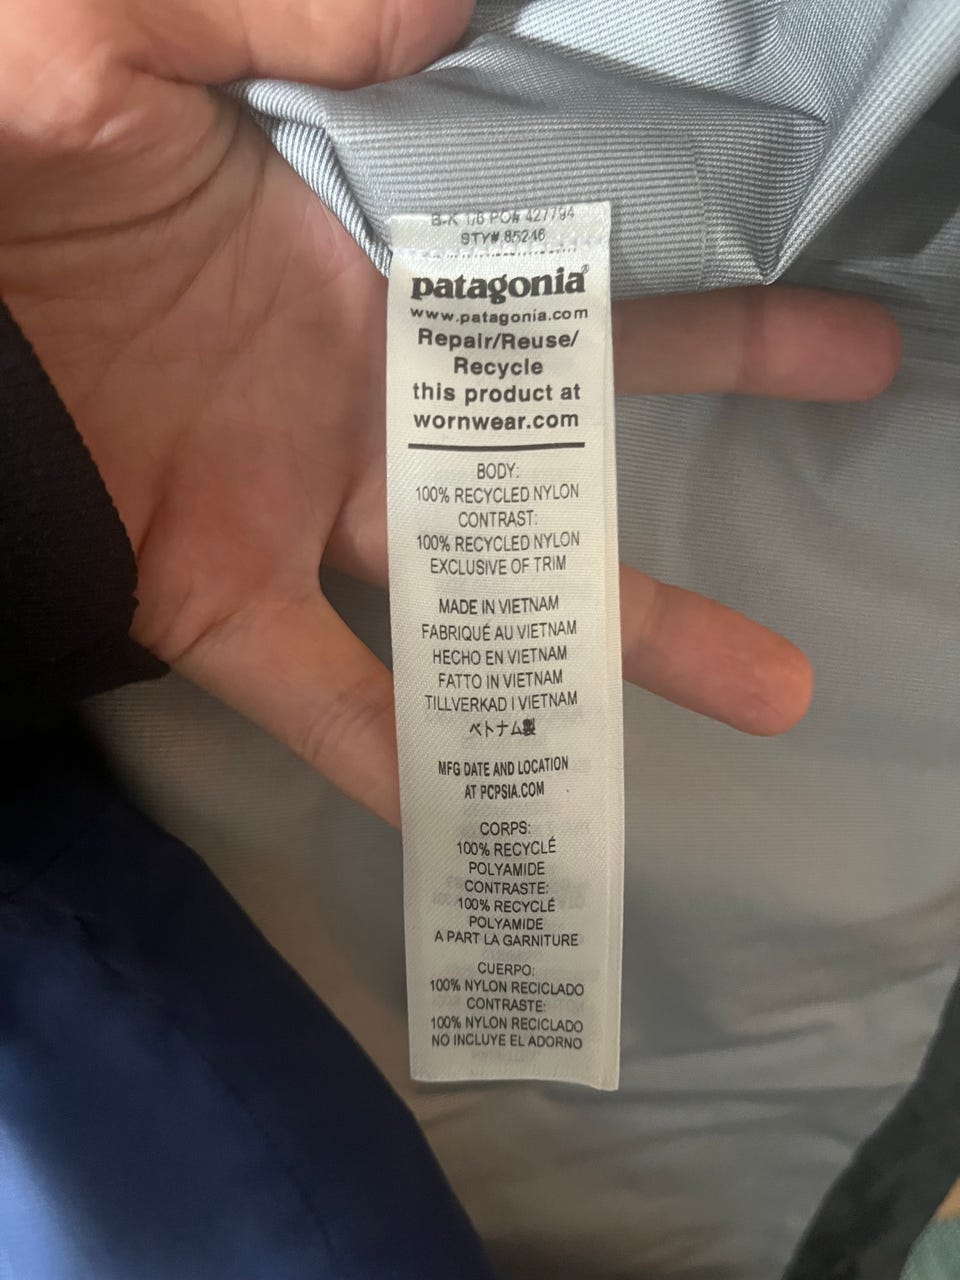 B-K 1/6 PO# 427794
STY# 85246
patagonia®
www.patagonia.com
Repair/Reuse/
Recycle
this product at
wornwear.com
BODY:
100% RECYCLED NYLON
CONTRAST:
100% RECYCLED NYLON
EXCLUSIVE OF TRIM
MADE IN VIETNAM
FABRIQUÉ AU VIETNAM
HECHO EN VIETNAM
FATTO IN VIETNAM
TILLVERKAD I VIETNAM
ベトナム製
MFG DATE AND LOCATION
AT PCPSIA.COM
CORPS:
100% RECYCLÉ
POLYAMIDE
CONTRASTE:
100% RECYCLÉ
POLYAMIDE
A PART LA GARNITURE
CUERPO:
100% NYLON RECICLADO
CONTRASTE:
100% NYLON RECICLADO
NO INCLUYE EL ADORNO